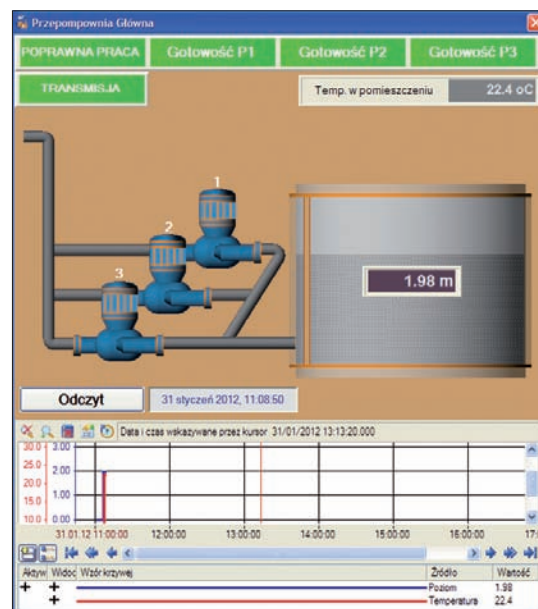 Przepompownia Główna
POPRAWNA PRACA Gotowość P1 Gotowość P2 Gotowość P3
TRANSMISJA Temp. w pomieszczeniu 22.4 oC
1
2
3
1.98 m
Odczyt 31 styczeń 2012, 11:08:50
Data i czas wskazywane przez kursor 31/01/2012 13:13:20.000
30.0 3.00
25.0 2.00
20.0
15.0 1.00
10.0 0.00
31.01.12 11:00:00 12:00:00 13:00:00 14:00:00 15:00:00 16:00:00 17:
Aktyw Widoc Wzór krzywej Źródło Wartość
Poziom 1.98
Temperatura 22.4